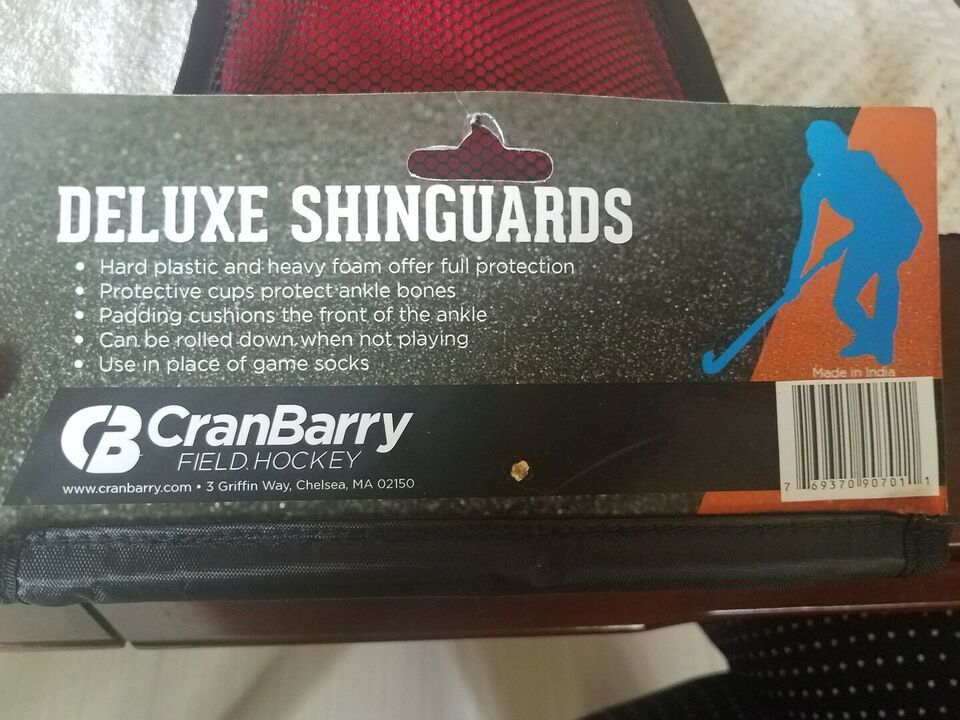 DELUXE SHINGUARDS
• Hard plastic and heavy foam offer full protection
• Protective cups protect ankle bones
• Padding cushions the front of the ankle
• Can be rolled down when not playing
• Use in place of game socks
Made in India
CB CranBarry
FIELD HOCKEY
www.cranbarry.com • 3 Griffin Way, Chelsea, MA 02150
7 69370 90701 1